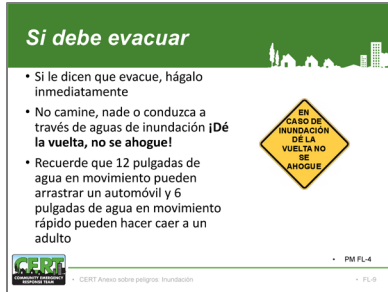 Si debe evacuar
• Si le dicen que evacue, hágalo
inmediatamente
• No camine, nade o conduzca a
través de aguas de inundación ¡Dé
la vuelta, no se ahogue!
• Recuerde que 12 pulgadas de
agua en movimiento pueden
arrastrar un automóvil y 6
pulgadas de agua en movimiento
rápido pueden hacer caer a un
adulto
EN
CASO DE
INUNDACIÓN
DÉ LA
VUELTA NO
SE
AHOGUE
• PM FL-4
CERT
COMMUNITY EMERGENCY
RESPONSE TEAM
• CERT Anexo sobre peligros: Inundación
• FL-9